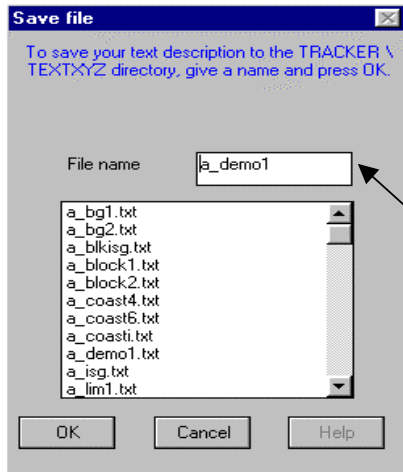 Save file
To save your text description to the TRACKER \
TEXTXYZ directory, give a name and press OK.
File name
a_demo1
a_bg1.txt
a_bg2.txt
a_blkisg.txt
a_block1.txt
a_block2.txt
a_coast4.txt
a_coast6.txt
a_coasti.txt
a_demo1.txt
a_isg.txt
a_lim1.txt
OK Cancel Help